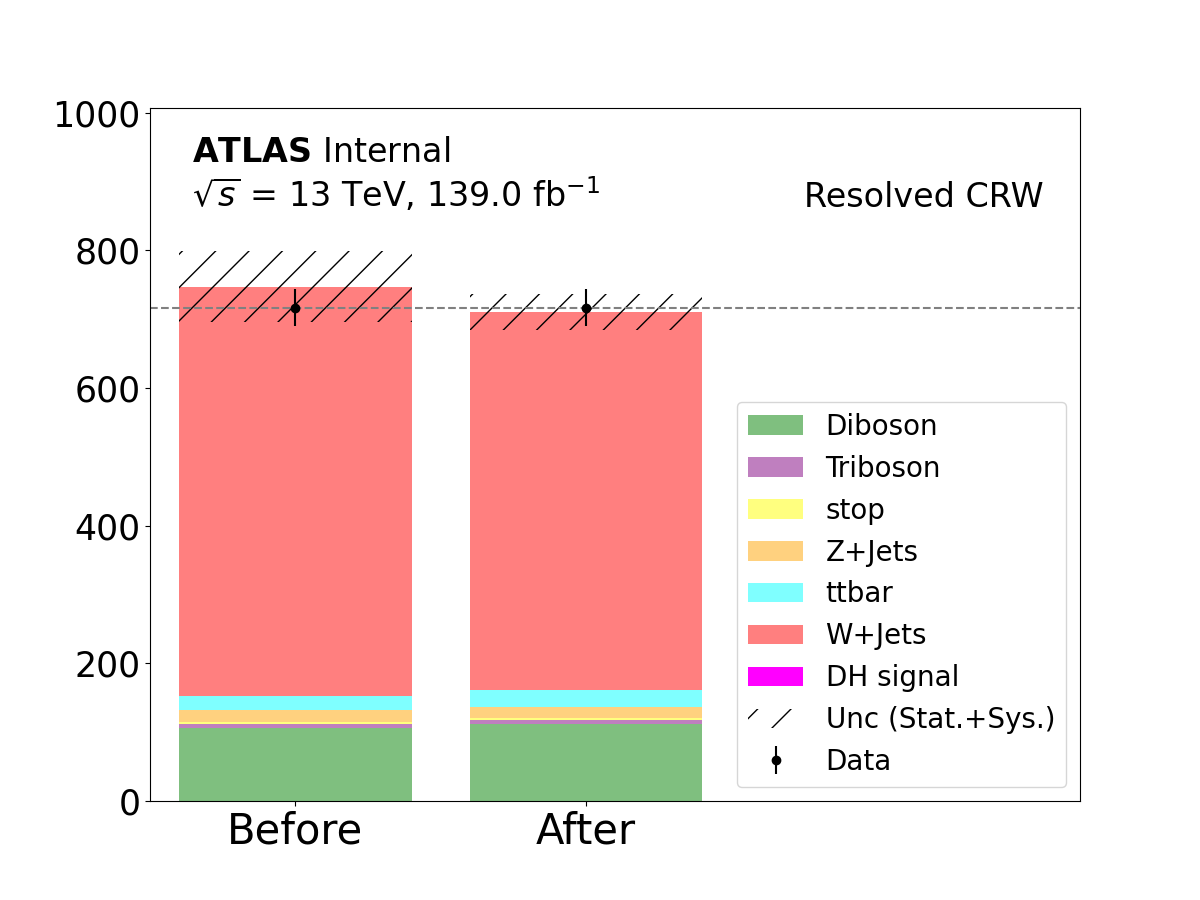 1000
800
600
400
200
0
ATLAS Internal
√s = 13 TeV, 139.0 fb⁻¹
Resolved CRW
Diboson
Triboson
stop
Z+Jets
ttbar
W+Jets
DH signal
Unc (Stat.+Sys.)
Data
Before
After